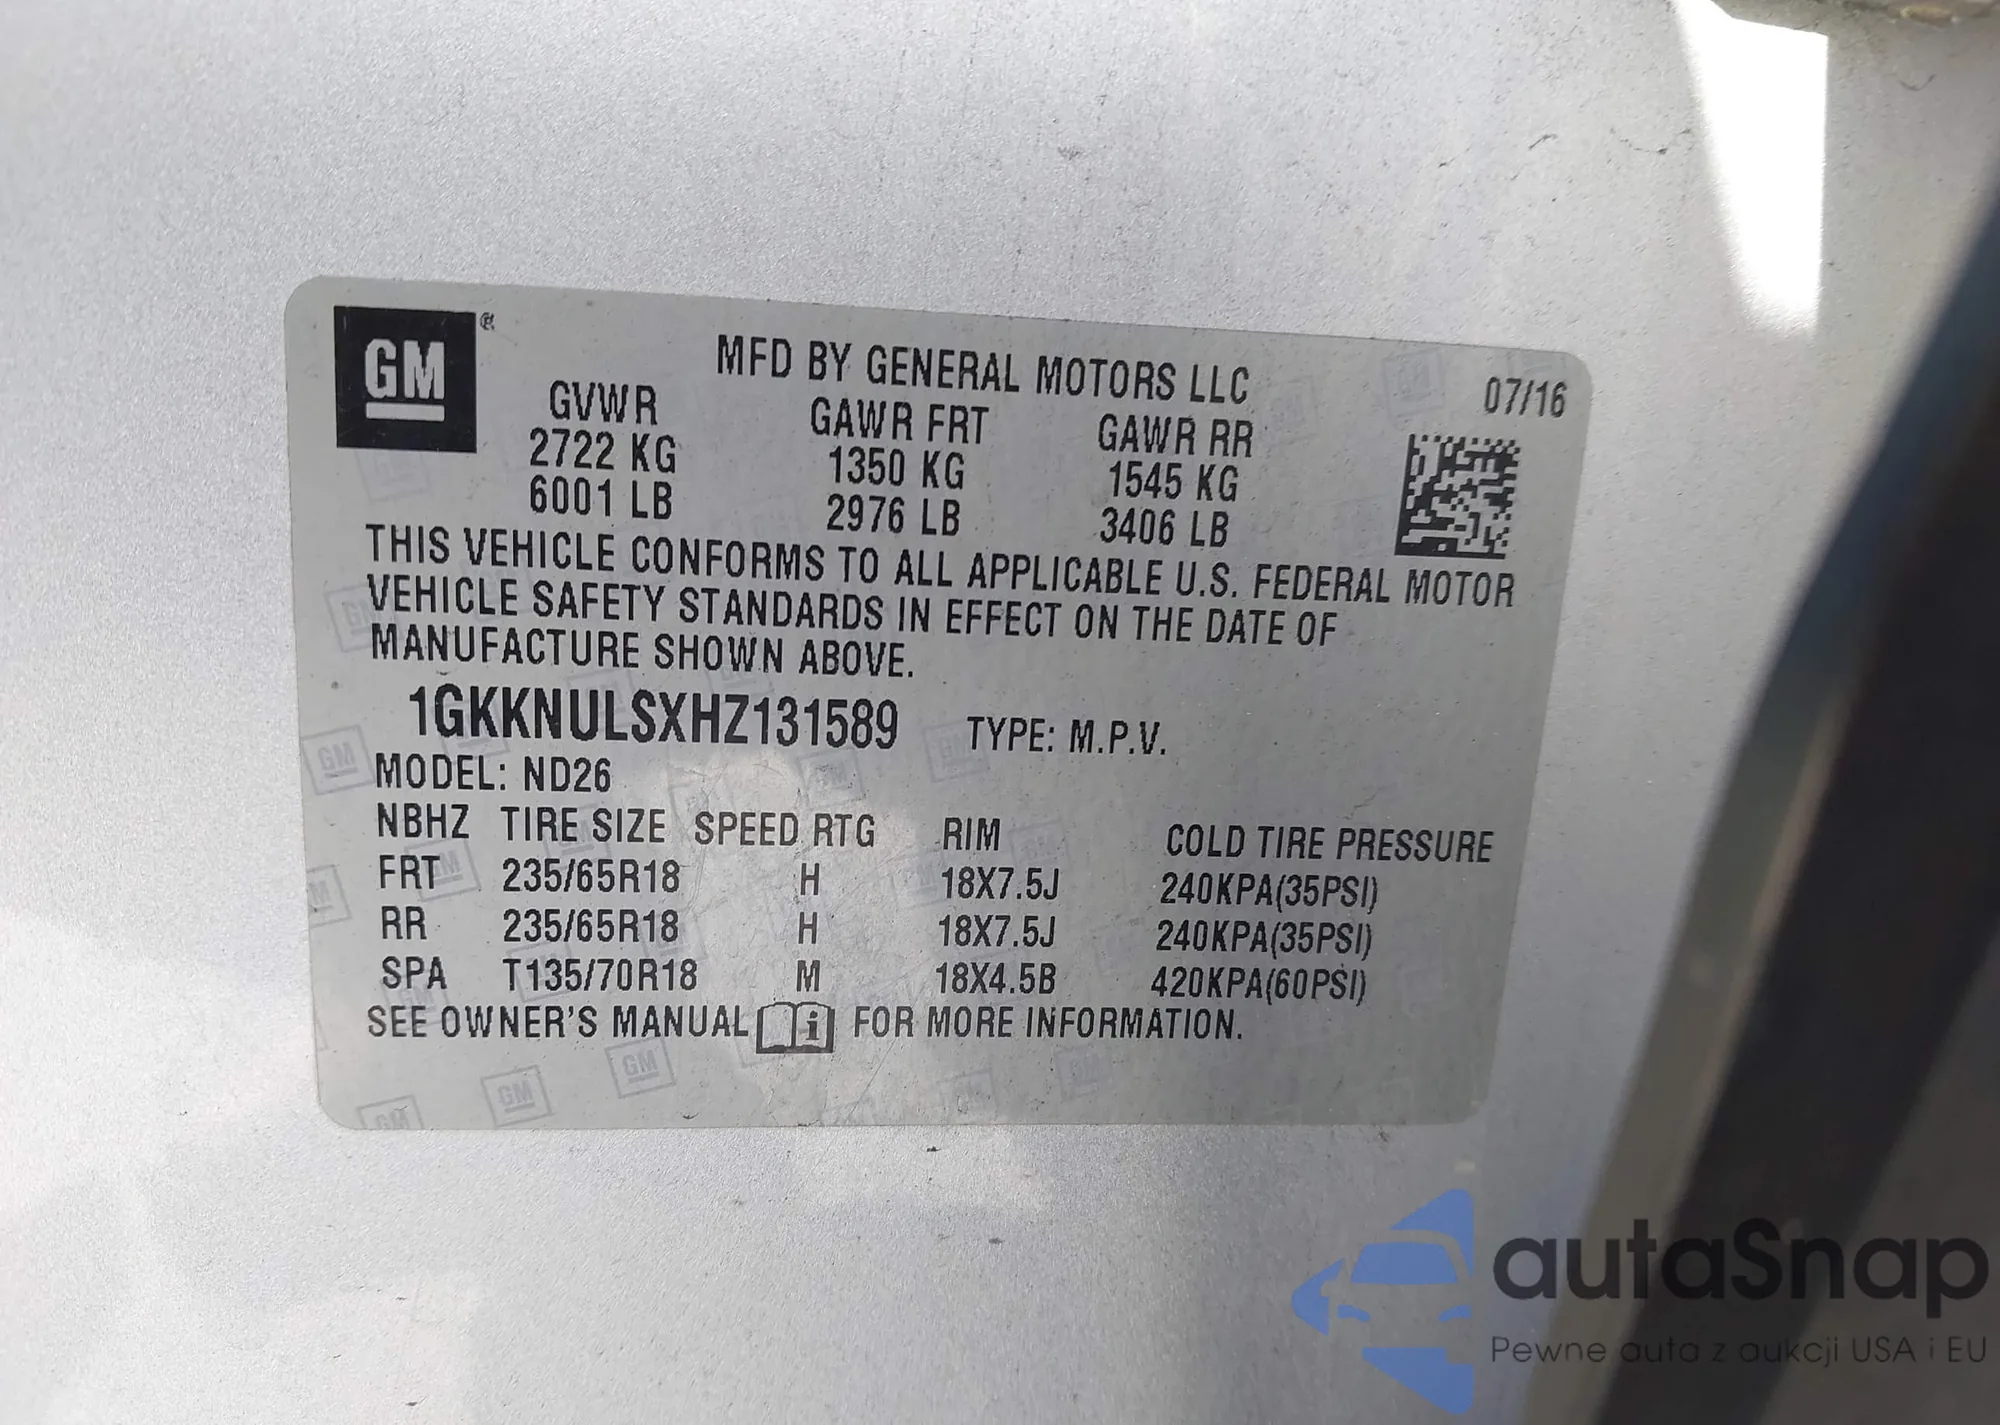 GM ®
MFD BY GENERAL MOTORS LLC
07/16
GVWR GAWR FRT GAWR RR
2722 KG 1350 KG 1545 KG
6001 LB 2976 LB 3406 LB
THIS VEHICLE CONFORMS TO ALL APPLICABLE U.S. FEDERAL MOTOR
VEHICLE SAFETY STANDARDS IN EFFECT ON THE DATE OF
MANUFACTURE SHOWN ABOVE.
1GKKNULSXHZ131589 TYPE: M.P.V.
MODEL: ND26
NBHZ TIRE SIZE SPEED RTG RIM COLD TIRE PRESSURE
FRT 235/65R18 H 18X7.5J 240KPA(35PSI)
RR 235/65R18 H 18X7.5J 240KPA(35PSI)
SPA T135/70R18 M 18X4.5B 420KPA(60PSI)
SEE OWNER'S MANUAL i FOR MORE INFORMATION.
autaSnap
Pewne auta z aukcji USA i EU